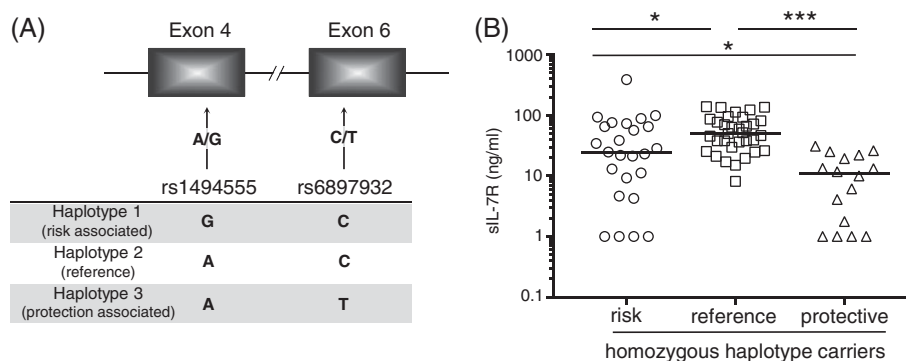 (A)
Exon 4
Exon 6
A/G
C/T
rs1494555
rs6897932
Haplotype 1
(risk associated)
G
C
Haplotype 2
(reference)
A
C
Haplotype 3
(protection associated)
A
T
(B)
*
***
*
1000
100
10
1
0.1
sIL-7R (ng/ml)
risk
reference
protective
homozygous haplotype carriers